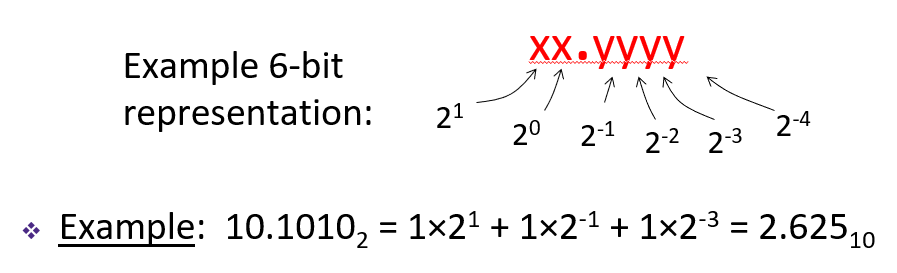 Example 6-bit
representation:
xx.yyyy
2¹ 2⁰ 2⁻¹ 2⁻² 2⁻³ 2⁻⁴
❖ Example: 10.1010₂ = 1×2¹ + 1×2⁻¹ + 1×2⁻³ = 2.625₁₀